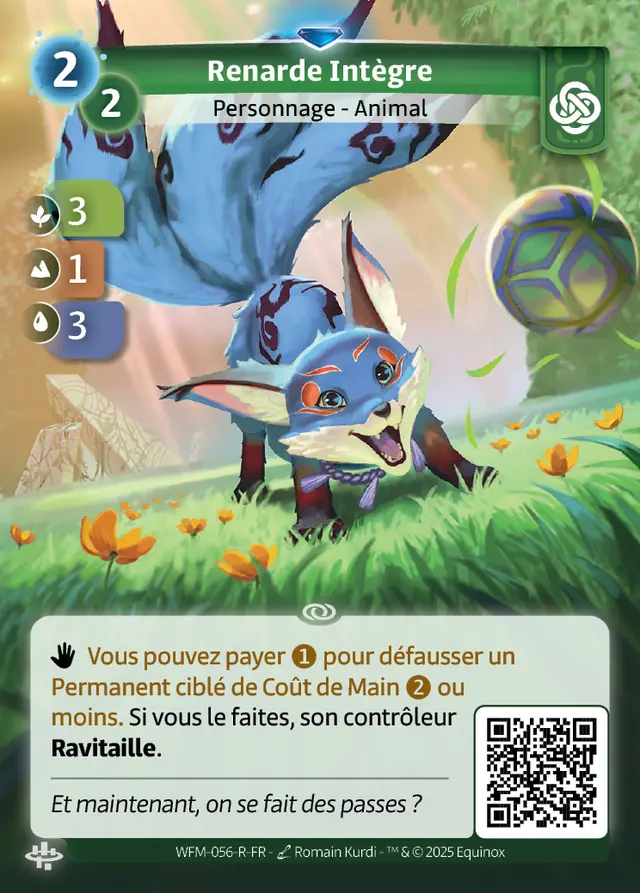 2
2
Renarde Intègre
Personnage - Animal
3
1
3
Vous pouvez payer 1 pour défausser un
Permanent ciblé de Coût de Main 2 ou
moins. Si vous le faites, son contrôleur
Ravitaille.
Et maintenant, on se fait des passes ?
WFM-056-R-FR - Romain Kurdi - ™ & © 2025 Equinox